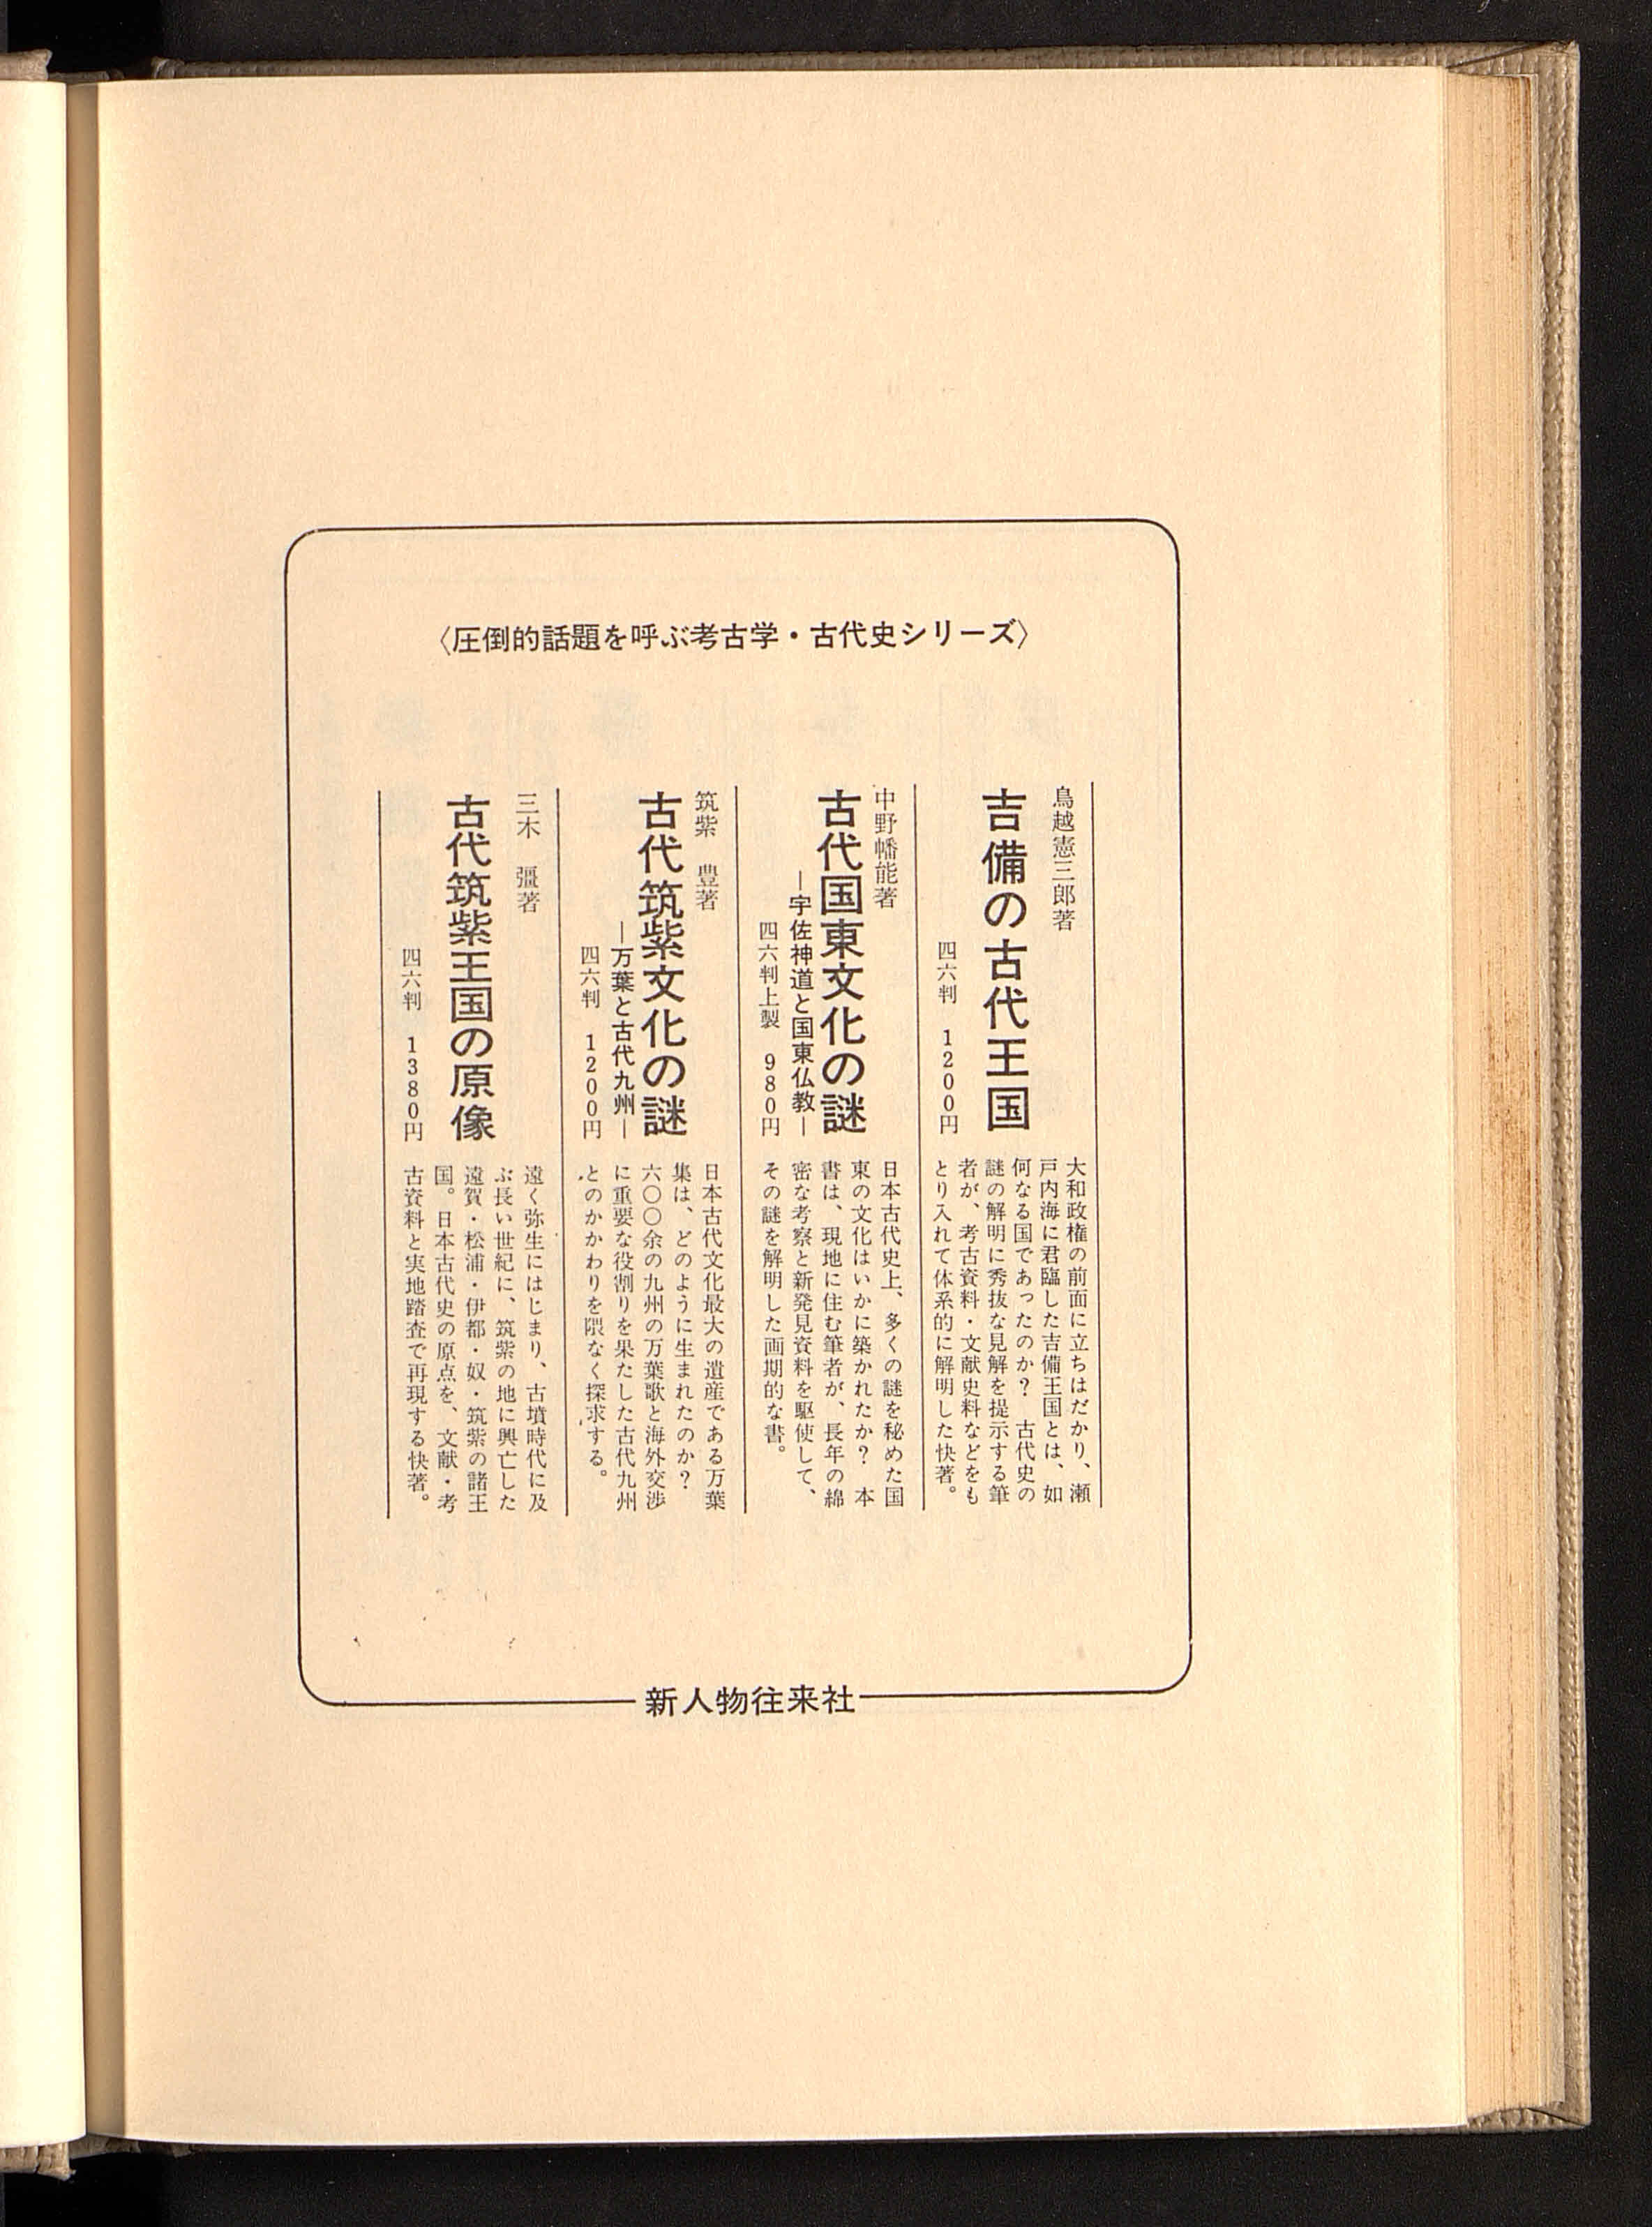 〈圧倒的話題を呼ぶ考古学・古代史シリーズ〉
鳥越憲三郎著
吉備の古代王国
四六判 1200円
大和政権の前面に立ちはだかり、瀬
戸内海に君臨した吉備王国とは、如
何なる国であったのか? 古代史の
謎の解明に秀抜な見解を提示する筆
者が、考古資料・文献史料などをも
とり入れて体系的に解明した快著。
中野幡能著
古代国東文化の謎
―宇佐神道と国東仏教―
四六判上製 980円
日本古代史上、多くの謎を秘めた国
東の文化はいかに築かれたか? 本
書は、現地に住む筆者が、長年の綿
密な考察と新発見資料を駆使して、
その謎を解明した画期的な書。
筑紫 豊著
古代筑紫文化の謎
―万葉と古代九州―
四六判 1200円
日本古代文化最大の遺産である万葉
集は、どのように生まれたのか?
六〇〇余の九州の万葉歌と海外交渉
に重要な役割りを果たした古代九州
とのかかわりを隈なく探求する。
三木 彊著
古代筑紫王国の原像
四六判 1380円
遠く弥生にはじまり、古墳時代に及
ぶ長い世紀に、筑紫の地に興亡した
遠賀・松浦・伊都・奴・筑紫の諸王
国。日本古代史の原点を、文献・考
古資料と実地踏査で再現する快著。
新人物往来社